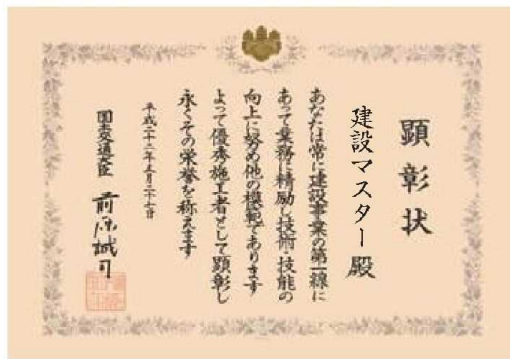 顕彰状
建設マスター殿
あなたは常に建設事業の第一線に
あって業務に精励し技術・技能の
向上に努め他の模範であります
よって優秀施工者として顕彰し
永くその栄誉を称えます
平成二十二年五月二十七日
国土交通大臣 前原誠司